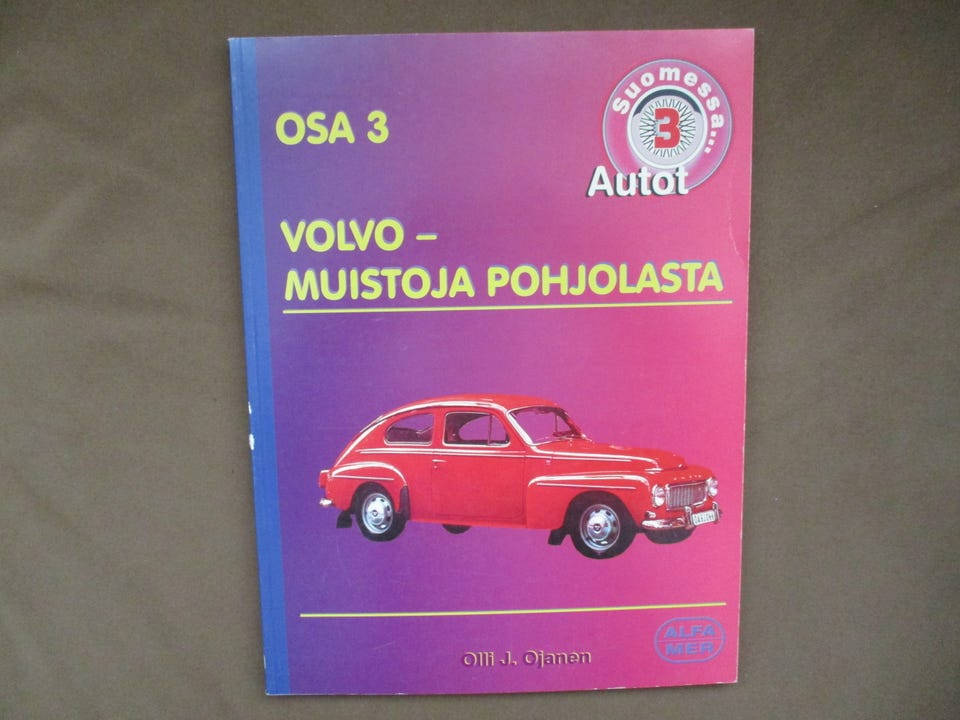 OSA 3
Suomessa...
3
Autot
VOLVO –
MUISTOJA POHJOLASTA
Olli J. Ojanen
ALFA
MER